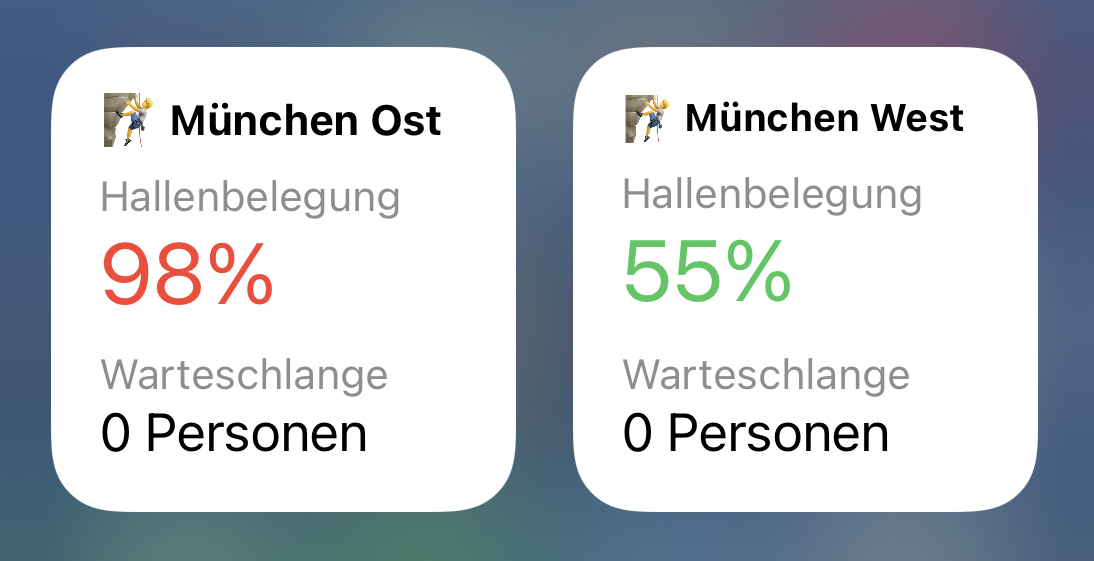 München Ost
Hallenbelegung
98%
Warteschlange
0 Personen
München West
Hallenbelegung
55%
Warteschlange
0 Personen